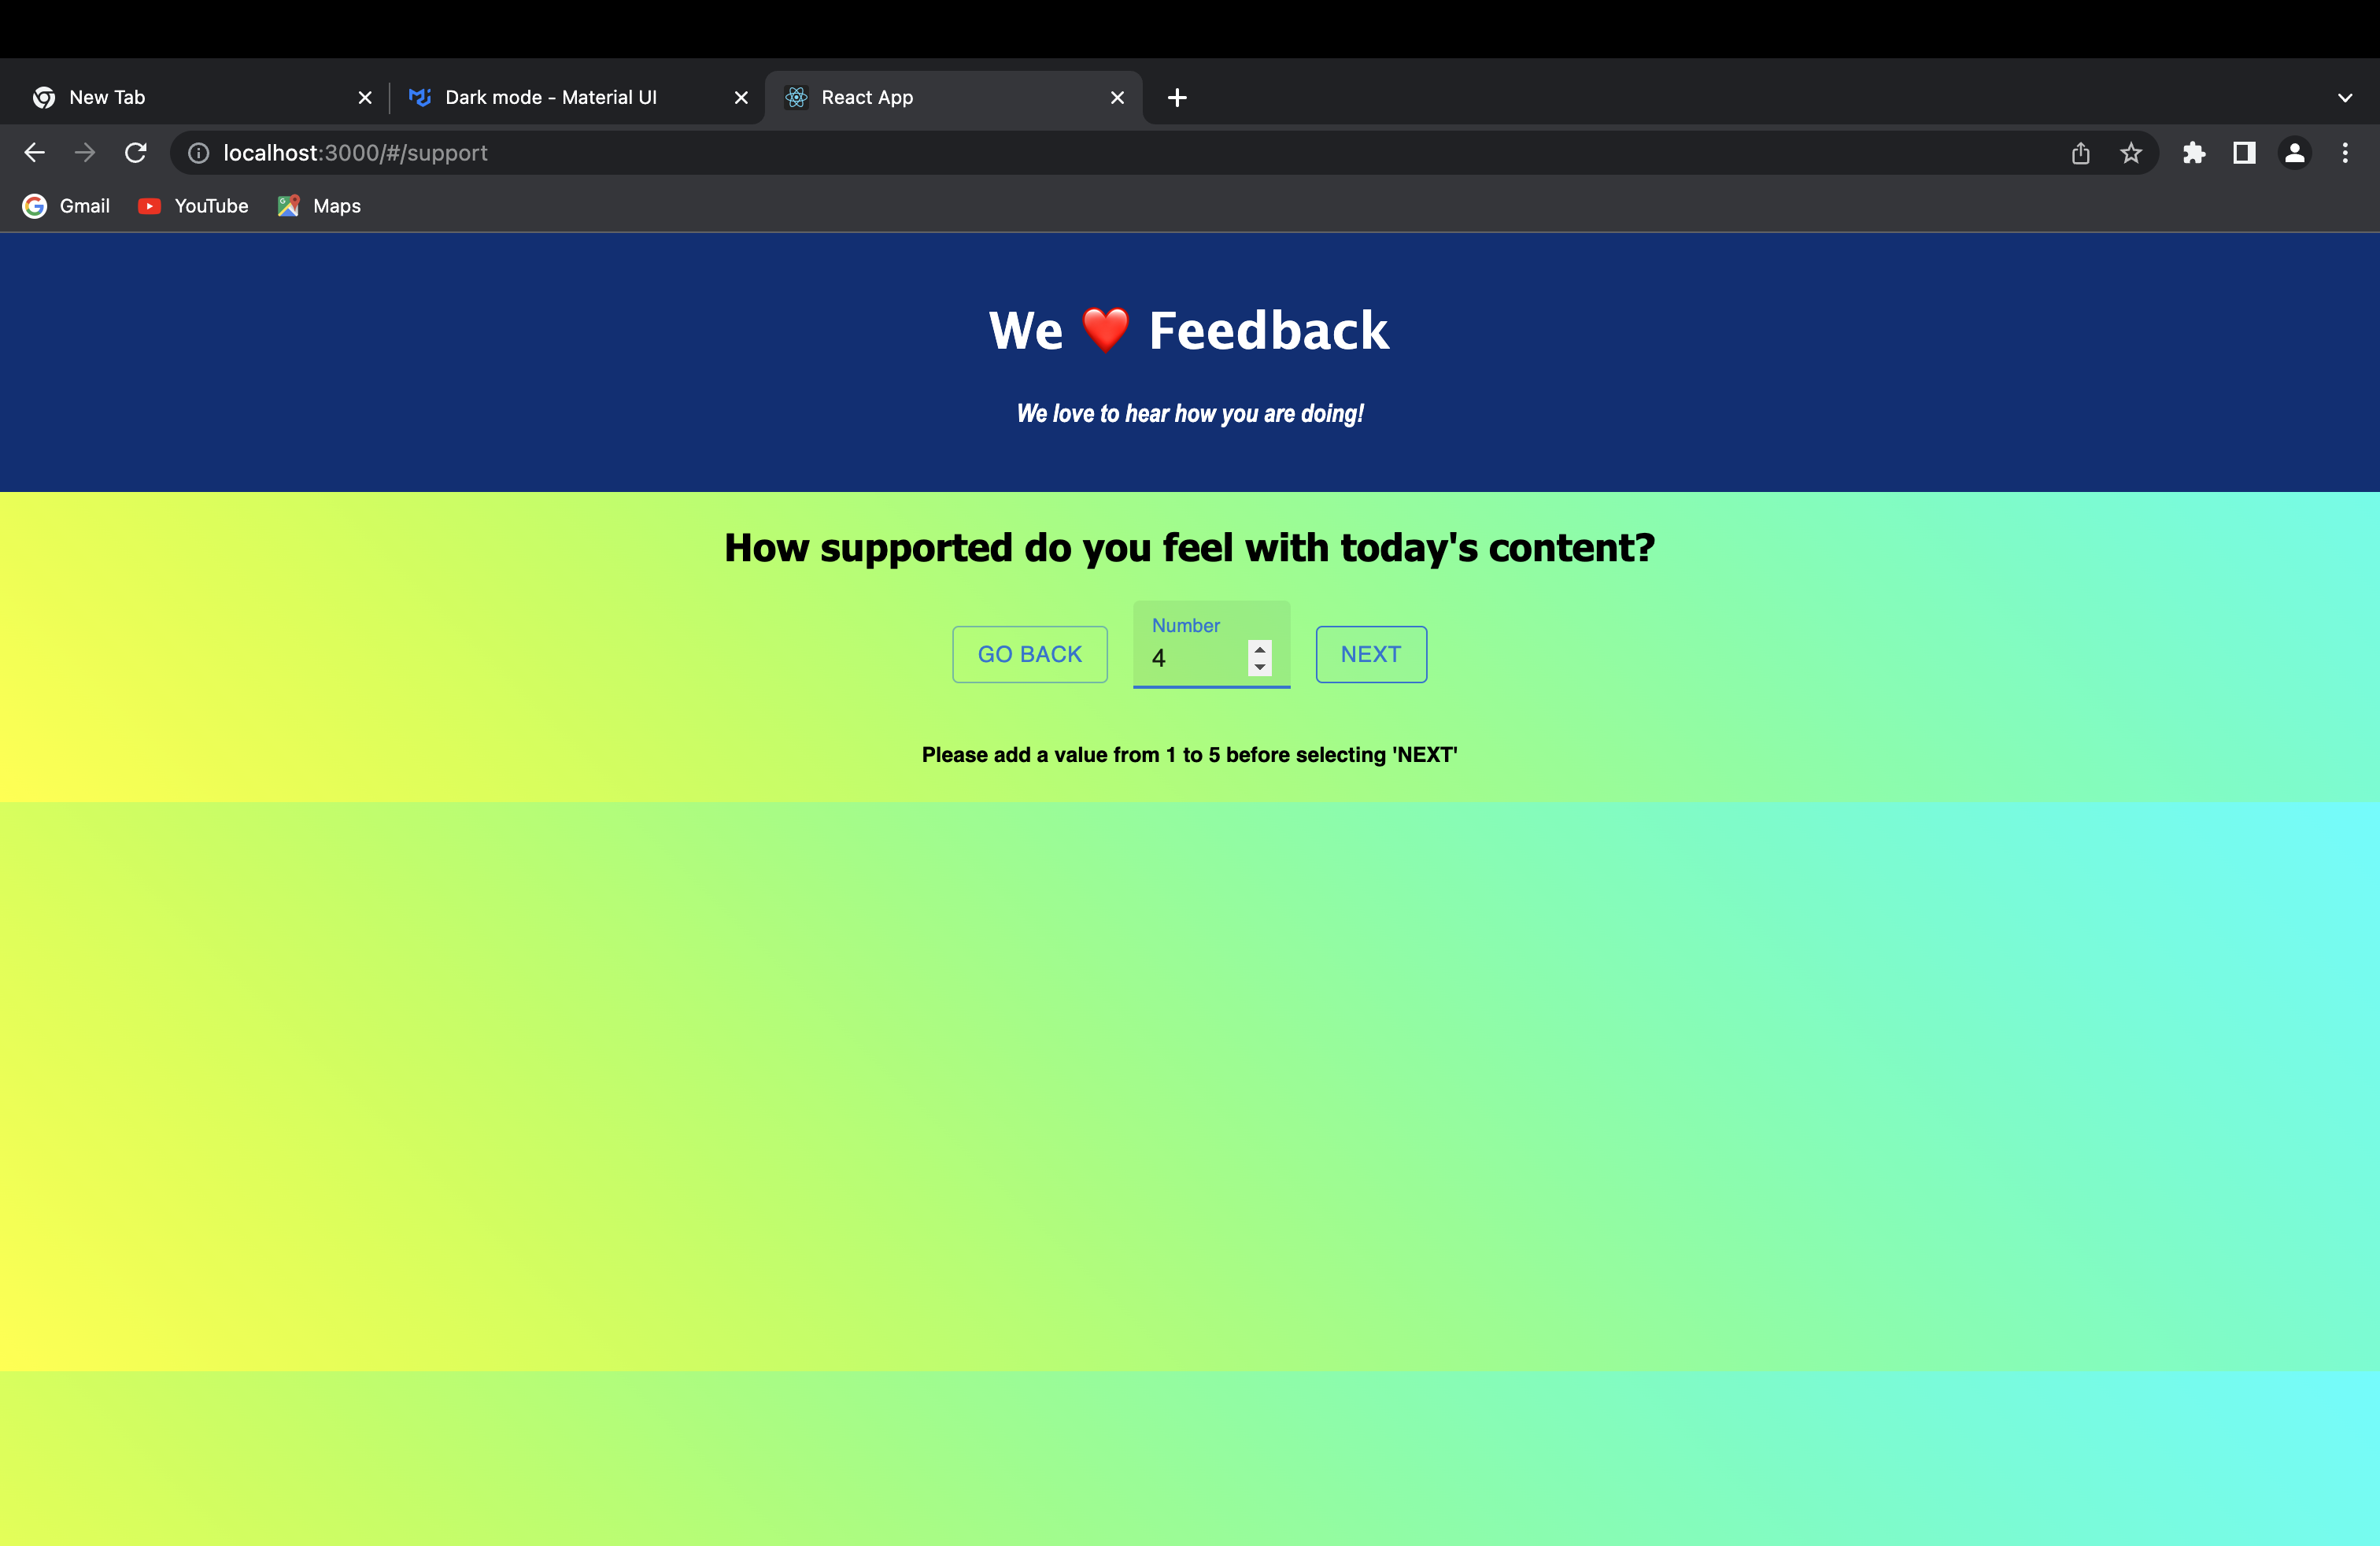 New Tab
Dark mode - Material UI
React App
localhost:3000/#/support
Gmail
YouTube
Maps
We ❤️ Feedback
We love to hear how you are doing!
How supported do you feel with today's content?
GO BACK
Number
4
NEXT
Please add a value from 1 to 5 before selecting 'NEXT'